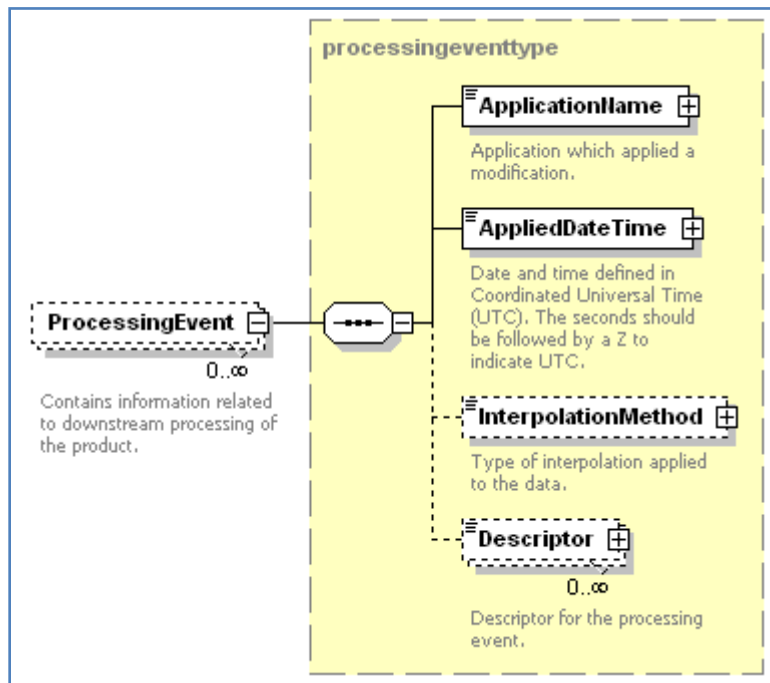 processingeventtype
ApplicationName
Application which applied a
modification.
AppliedDateTime
Date and time defined in
Coordinated Universal Time
(UTC). The seconds should
be followed by a Z to
indicate UTC.
ProcessingEvent
0..∞
Contains information related
to downstream processing of
the product.
InterpolationMethod
Type of interpolation applied
to the data.
Descriptor
0..∞
Descriptor for the processing
event.